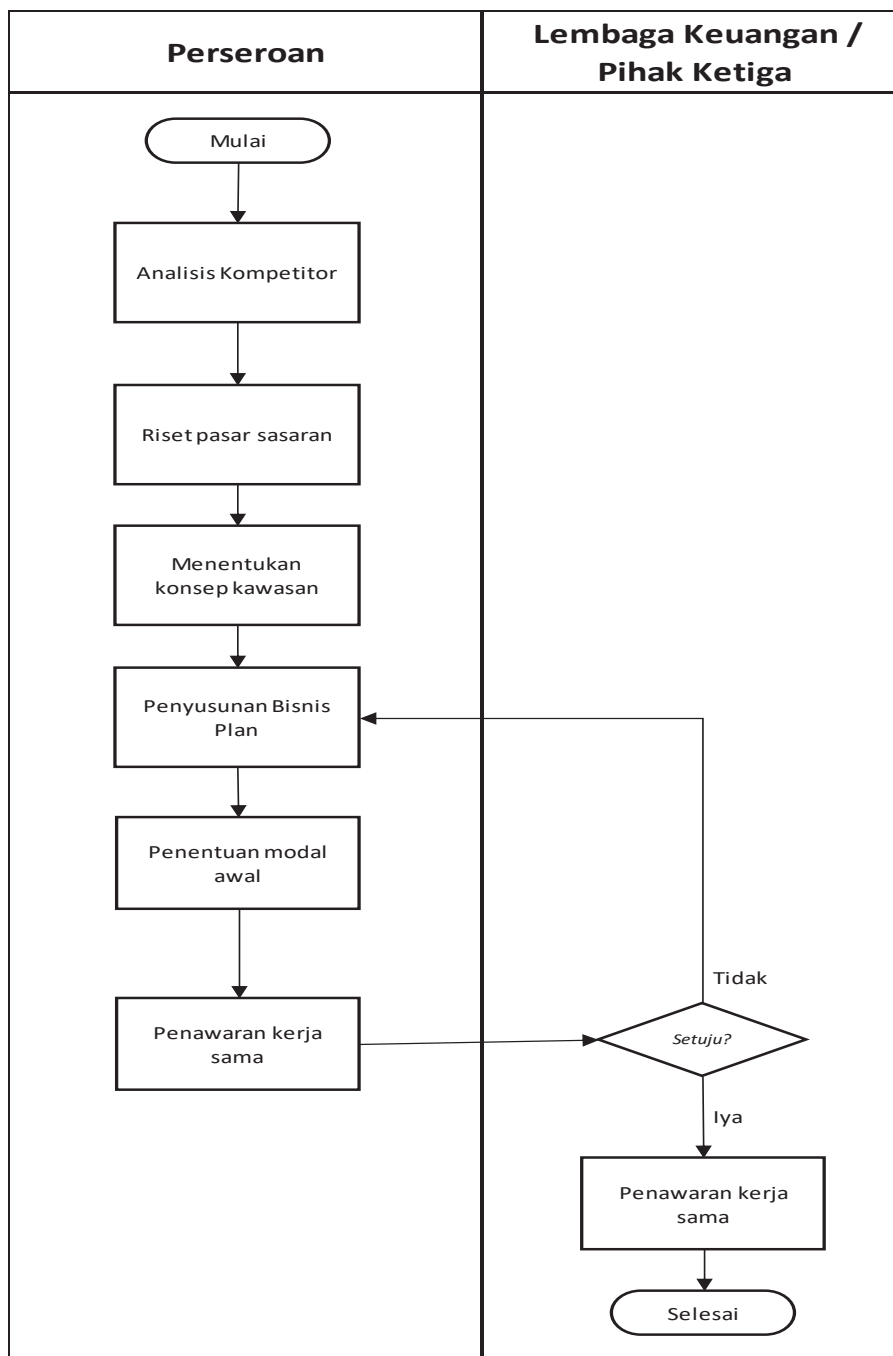 Perseroan
Lembaga Keuangan /
Pihak Ketiga
Mulai
Analisis Kompetitor
Riset pasar sasaran
Menentukan
konsep kawasan
Penyusunan Bisnis
Plan
Penentuan modal
awal
Penawaran kerja
sama
Tidak
Setuju?
Iya
Penawaran kerja
sama
Selesai